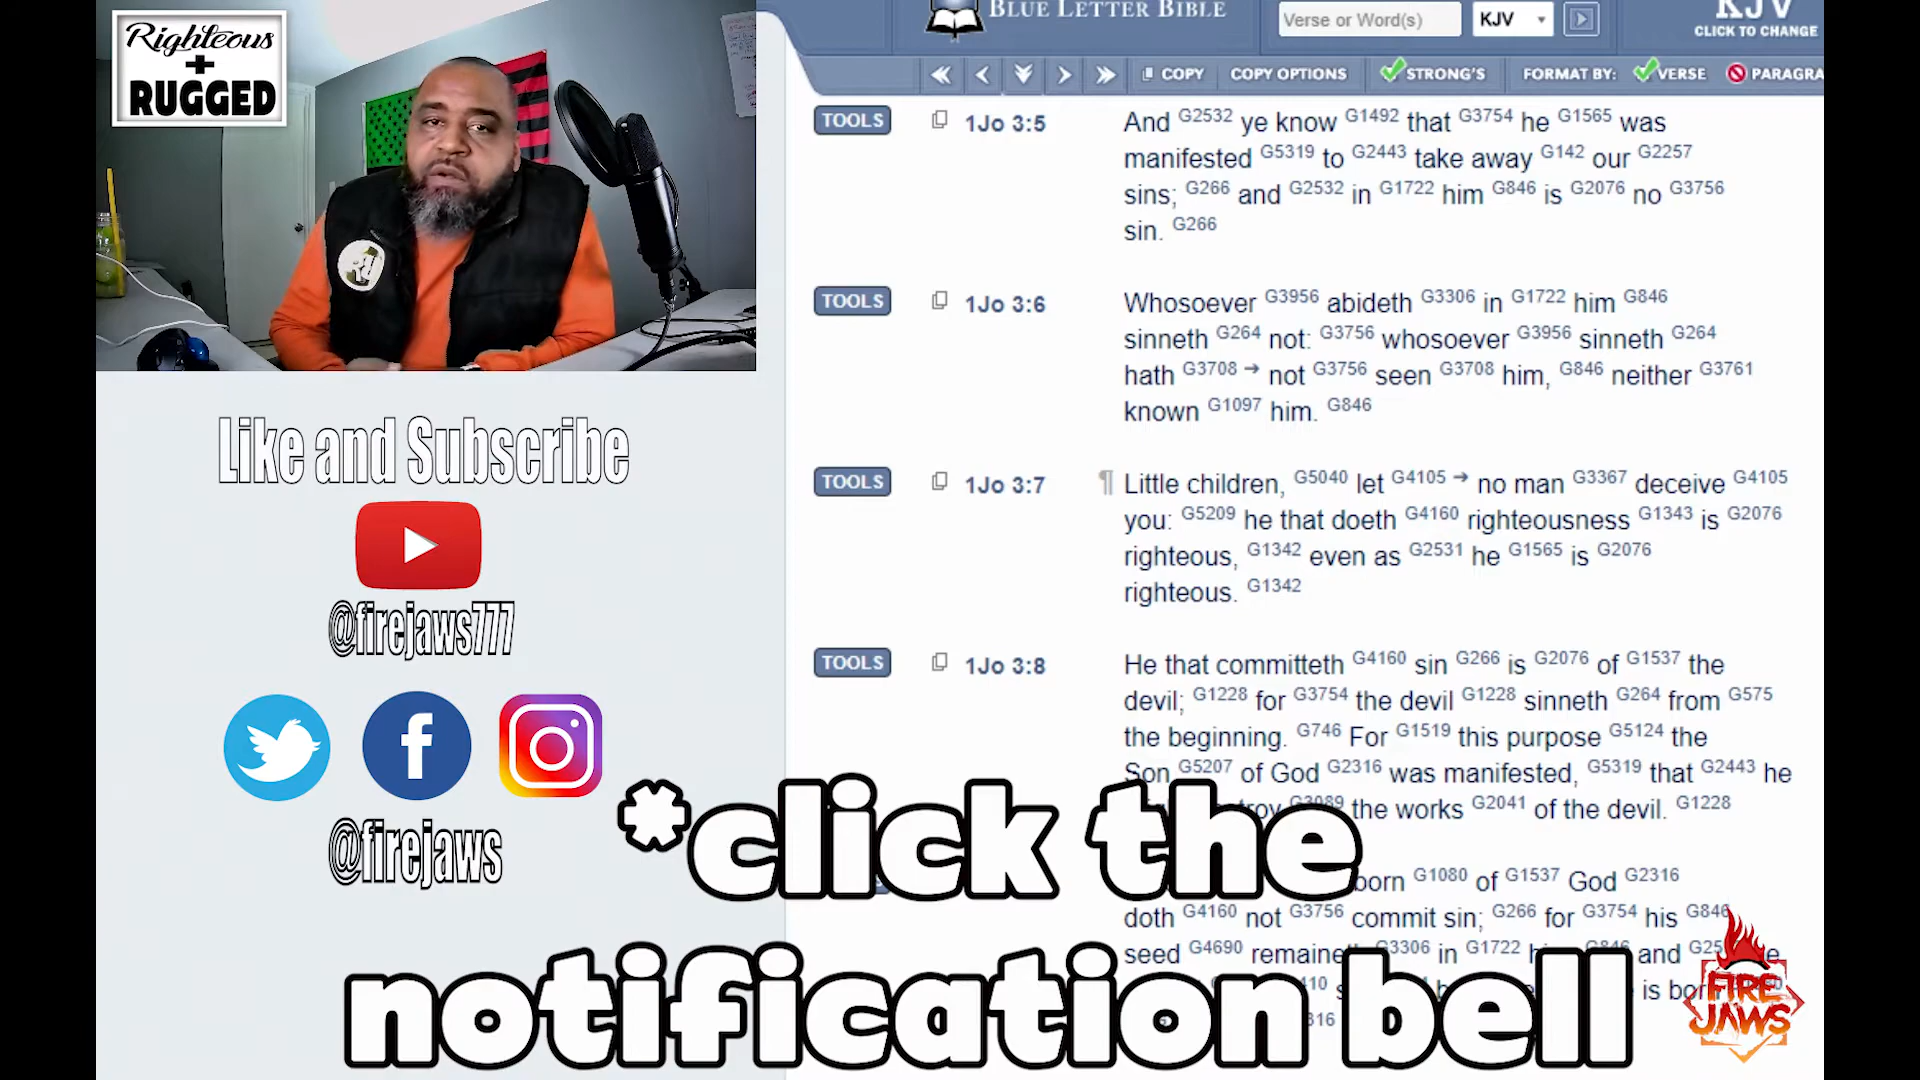 Righteous
+
RUGGED
Like and Subscribe
@firejaws777
@firejaws
BLUE LETTER BIBLE
Verse or Word(s)
KJV
KJV
CLICK TO CHANGE
COPY
COPY OPTIONS
STRONG'S
FORMAT BY:
VERSE
PARAGRA
TOOLS
1Jo 3:5
And G2532 ye know G1492 that G3754 he G1565 was
manifested G5319 to G2443 take away G142 our G2257
sins; G266 and G2532 in G1722 him G846 is G2076 no G3756
sin. G266
TOOLS
1Jo 3:6
Whosoever G3956 abideth G3306 in G1722 him G846
sinneth G264 not: G3756 whosoever G3956 sinneth G264
hath G3708 → not G3756 seen G3708 him, G846 neither G3761
known G1097 him. G846
TOOLS
1Jo 3:7
¶ Little children, G5040 let G4105 → no man G3367 deceive G4105
you: G5209 he that doeth G4160 righteousness G1343 is G2076
righteous, G1342 even as G2531 he G1565 is G2076
righteous. G1342
TOOLS
1Jo 3:8
He that committeth G4160 sin G266 is G2076 of G1537 the
devil; G1228 for G3754 the devil G1228 sinneth G264 from G575
the beginning. G746 For G1519 this purpose G5124 the
Son G5207 of God G2316 was manifested, G5319 that G2443 he
troy G3089 the works G2041 of the devil. G1228
born G1080 of G1537 God G2316
doth G4160 not G3756 commit sin; G266 for G3754 his G846
seed G4690 remaine G3306 in G1722 and
is bor
*click the
notification bell
FIRE
JAWS